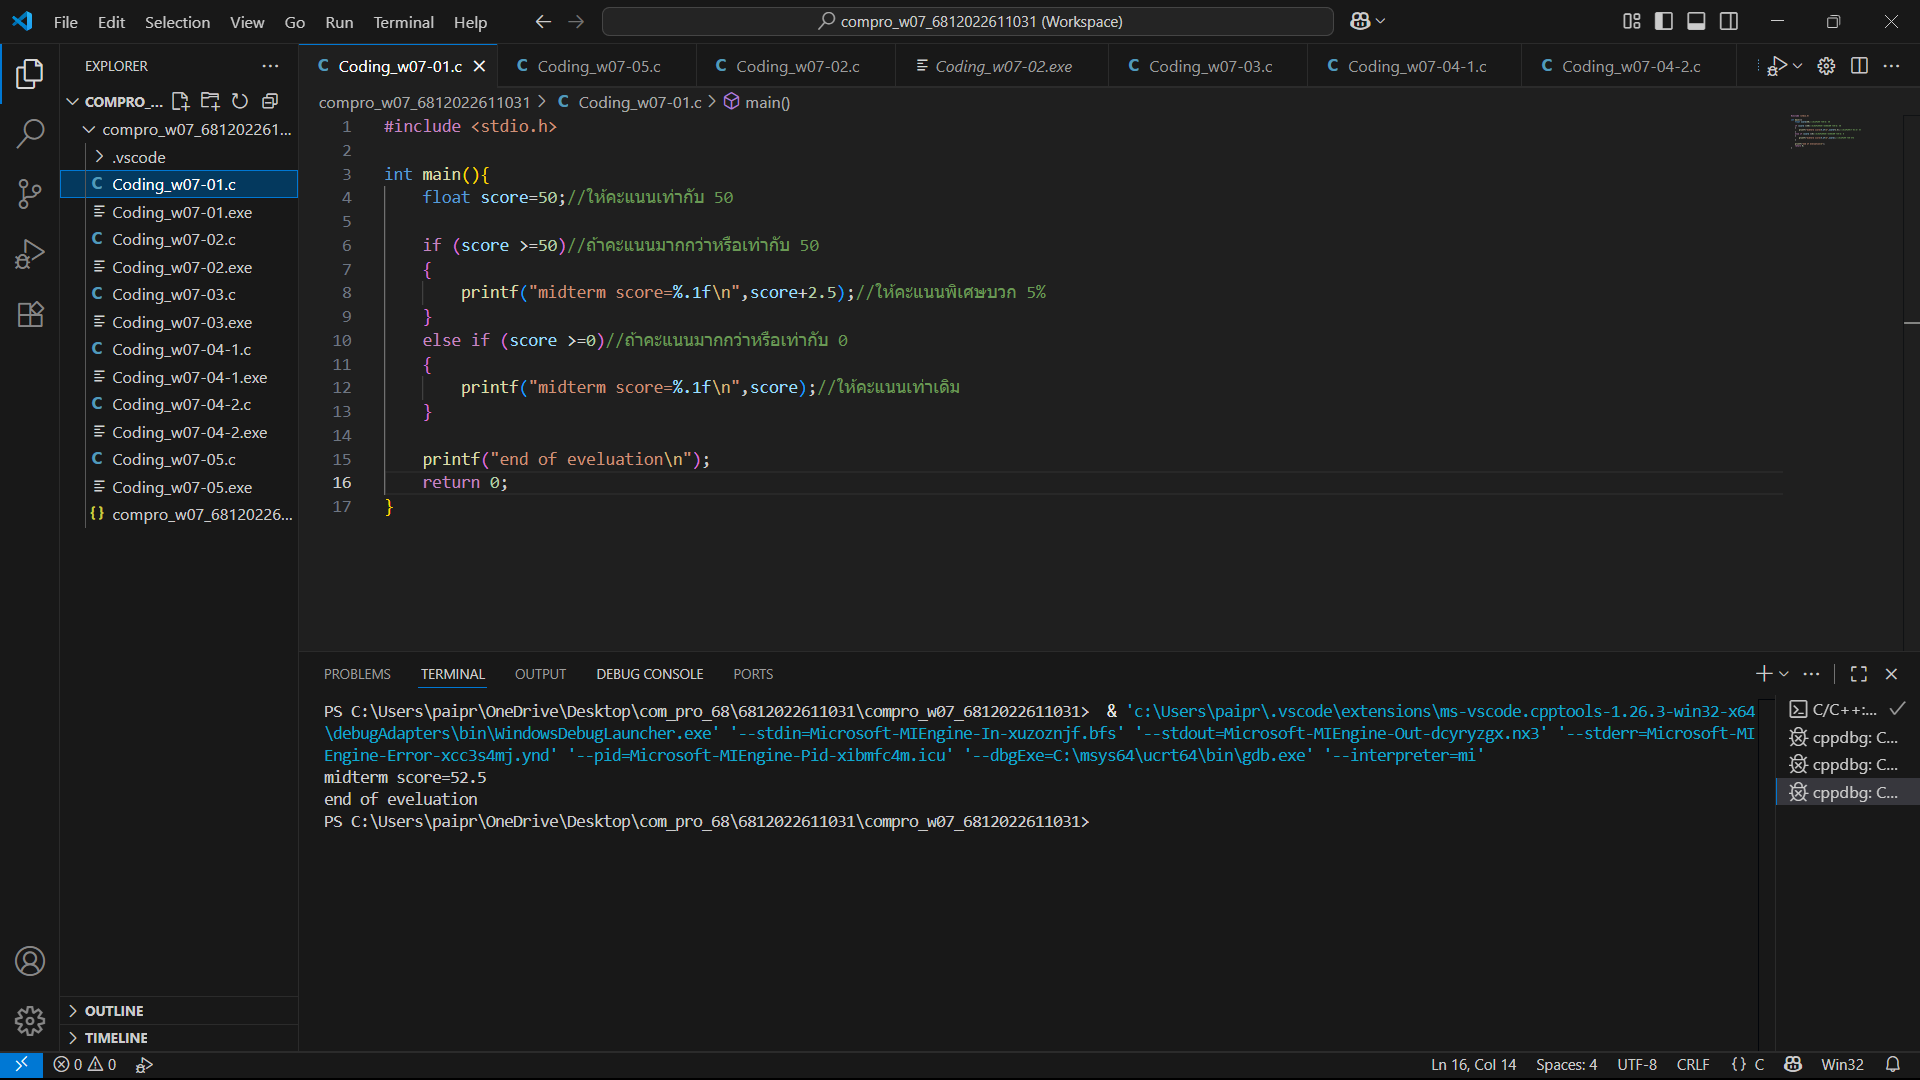 File Edit Selection View Go Run Terminal Help
compro_w07_6812022611031 (Workspace)
EXPLORER
COMPRO_...
compro_w07_681202261...
.vscode
Coding_w07-01.c
Coding_w07-01.exe
Coding_w07-02.c
Coding_w07-02.exe
Coding_w07-03.c
Coding_w07-03.exe
Coding_w07-04-1.c
Coding_w07-04-1.exe
Coding_w07-04-2.c
Coding_w07-04-2.exe
Coding_w07-05.c
Coding_w07-05.exe
compro_w07_68120226...
OUTLINE
TIMELINE
Coding_w07-01.c Coding_w07-05.c Coding_w07-02.c Coding_w07-02.exe Coding_w07-03.c Coding_w07-04-1.c Coding_w07-04-2.c
compro_w07_6812022611031 > C Coding_w07-01.c > main()
1 #include <stdio.h>
2
3 int main(){
4 float score=50;//ให้คะแนนเท่ากับ 50
5
6 if (score >=50)//ถ้าคะแนนมากกว่าหรือเท่ากับ 50
7 {
8 printf("midterm score=%.1f\n",score+2.5);//ให้คะแนนพิเศษบวก 5%
9 }
10 else if (score >=0)//ถ้าคะแนนมากกว่าหรือเท่ากับ 0
11 {
12 printf("midterm score=%.1f\n",score);//ให้คะแนนเท่าเดิม
13 }
14
15 printf("end of eveluation\n");
16 return 0;
17 }
PROBLEMS TERMINAL OUTPUT DEBUG CONSOLE PORTS
PS C:\Users\paipr\OneDrive\Desktop\com_pro_68\6812022611031\compro_w07_6812022611031> & 'c:\Users\paipr\.vscode\extensions\ms-vscode.cpptools-1.26.3-win32-x64
\debugAdapters\bin\WindowsDebugLauncher.exe' '--stdin=Microsoft-MIEngine-In-xuzoznjf.bfs' '--stdout=Microsoft-MIEngine-Out-dcyryzgx.nx3' '--stderr=Microsoft-MI
Engine-Error-xcc3s4mj.ynd' '--pid=Microsoft-MIEngine-Pid-xibmfc4m.icu' '--dbgExe=C:\msys64\ucrt64\bin\gdb.exe' '--interpreter=mi'
midterm score=52.5
end of eveluation
PS C:\Users\paipr\OneDrive\Desktop\com_pro_68\6812022611031\compro_w07_6812022611031>
C/C++:...
cppdbg: C...
cppdbg: C...
cppdbg: C...
0 0
Ln 16, Col 14 Spaces: 4 UTF-8 CRLF {} C Win32